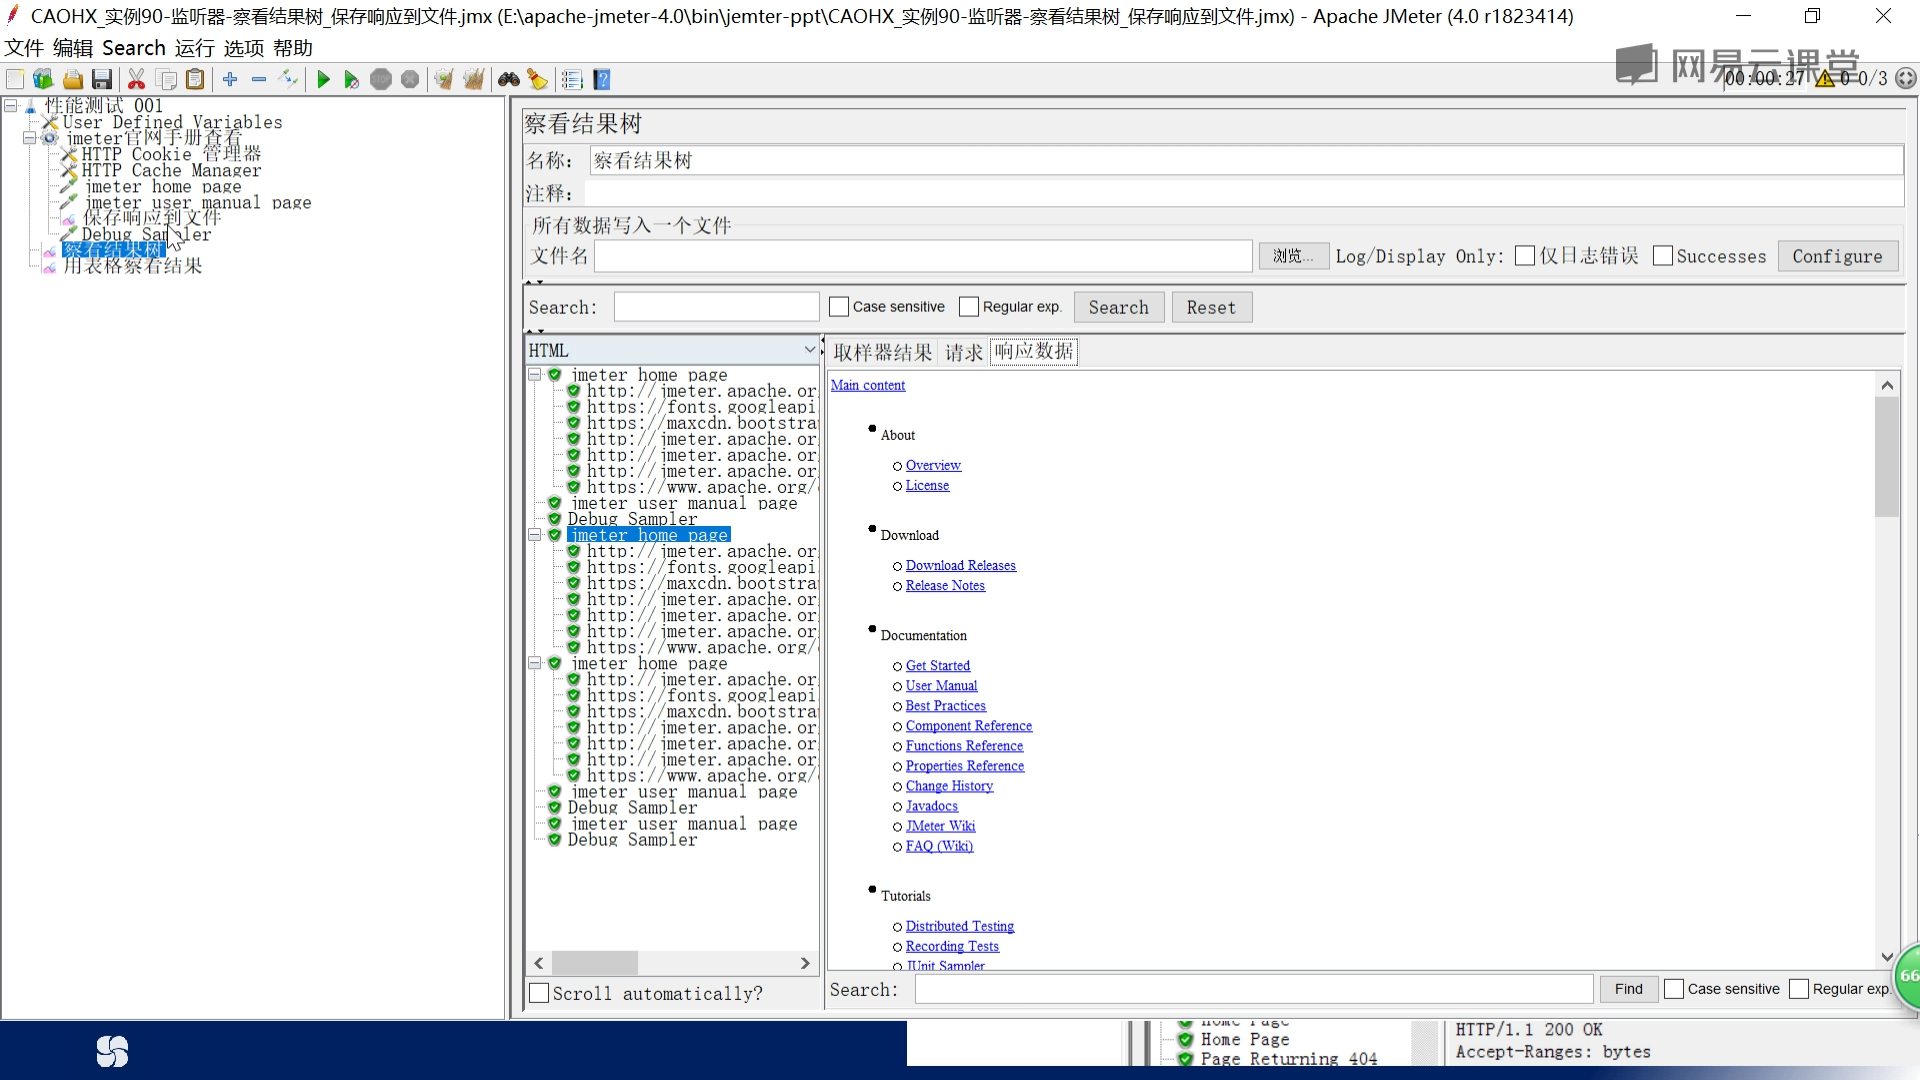 CAOHX_实例90-监听器-察看结果树_保存响应到文件.jmx (E:\apache-jmeter-4.0\bin\jemter-ppt\CAOHX_实例90-监听器-察看结果树_保存响应到文件.jmx) - Apache JMeter (4.0 r1823414)
文件 编辑 Search 运行 选项 帮助
网易云课堂
00:00:27 0 0/3
性能测试 001
User Defined Variables
jmeter官网手册查看
HTTP Cookie 管理器
HTTP Cache Manager
jmeter home page
jmeter user manual page
保存响应到文件
Debug Sampler
察看结果树
用表格察看结果
察看结果树
名称: 察看结果树
注释:
所有数据写入一个文件
文件名 浏览... Log/Display Only: 仅日志错误 Successes Configure
Search: Case sensitive Regular exp. Search Reset
HTML
取样器结果 请求 响应数据
jmeter home page
http://jmeter.apache.or
https://fonts.googleapi
https://maxcdn.bootstra
http://jmeter.apache.or
http://jmeter.apache.or
http://jmeter.apache.or
https://www.apache.org/
jmeter user manual page
Debug Sampler
jmeter home page
http://jmeter.apache.or
https://fonts.googleapi
https://maxcdn.bootstra
http://jmeter.apache.or
http://jmeter.apache.or
http://jmeter.apache.or
https://www.apache.org/
jmeter home page
http://jmeter.apache.or
https://fonts.googleapi
https://maxcdn.bootstra
http://jmeter.apache.or
http://jmeter.apache.or
http://jmeter.apache.or
https://www.apache.org/
jmeter user manual page
Debug Sampler
jmeter user manual page
Debug Sampler
Scroll automatically?
Main content
About
Overview
License
Download
Download Releases
Release Notes
Documentation
Get Started
User Manual
Best Practices
Component Reference
Functions Reference
Properties Reference
Change History
Javadocs
JMeter Wiki
FAQ (Wiki)
Tutorials
Distributed Testing
Recording Tests
JUnit Sampler
Search: Find Case sensitive Regular exp.
66
Home Page
Home Page
Page Returning 404
HTTP/1.1 200 OK
Accept-Ranges: bytes